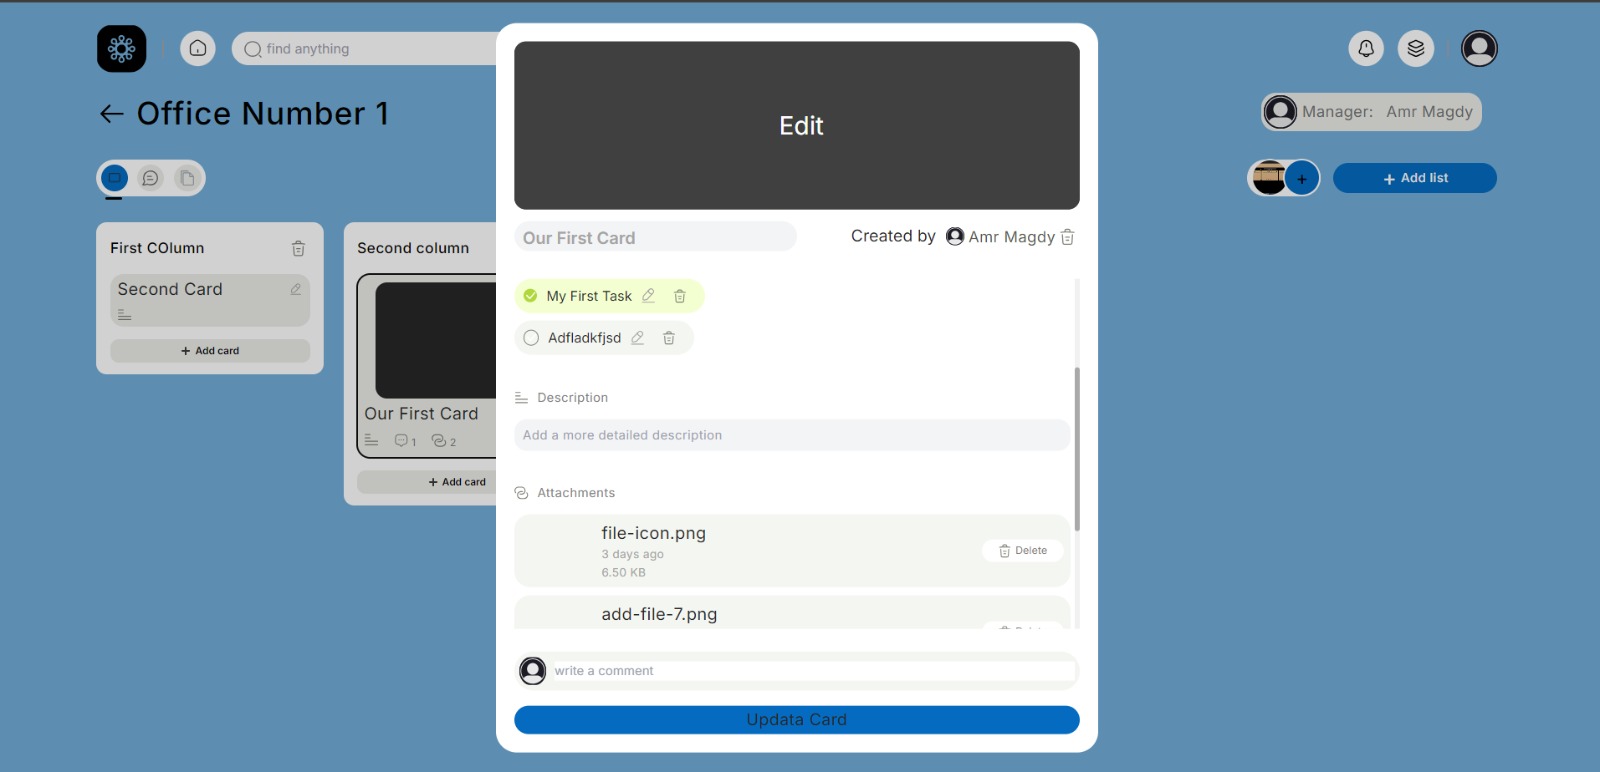 find anything
Office Number 1
Manager: Amr Magdy
+ Add list
First COlumn
Second Card
+ Add card
Second column
Our First Card
1 2
+ Add card
Edit
Our First Card
Created by Amr Magdy
My First Task
Adfladkfjsd
Description
Add a more detailed description
Attachments
file-icon.png
3 days ago
6.50 KB
Delete
add-file-7.png
write a comment
Updata Card